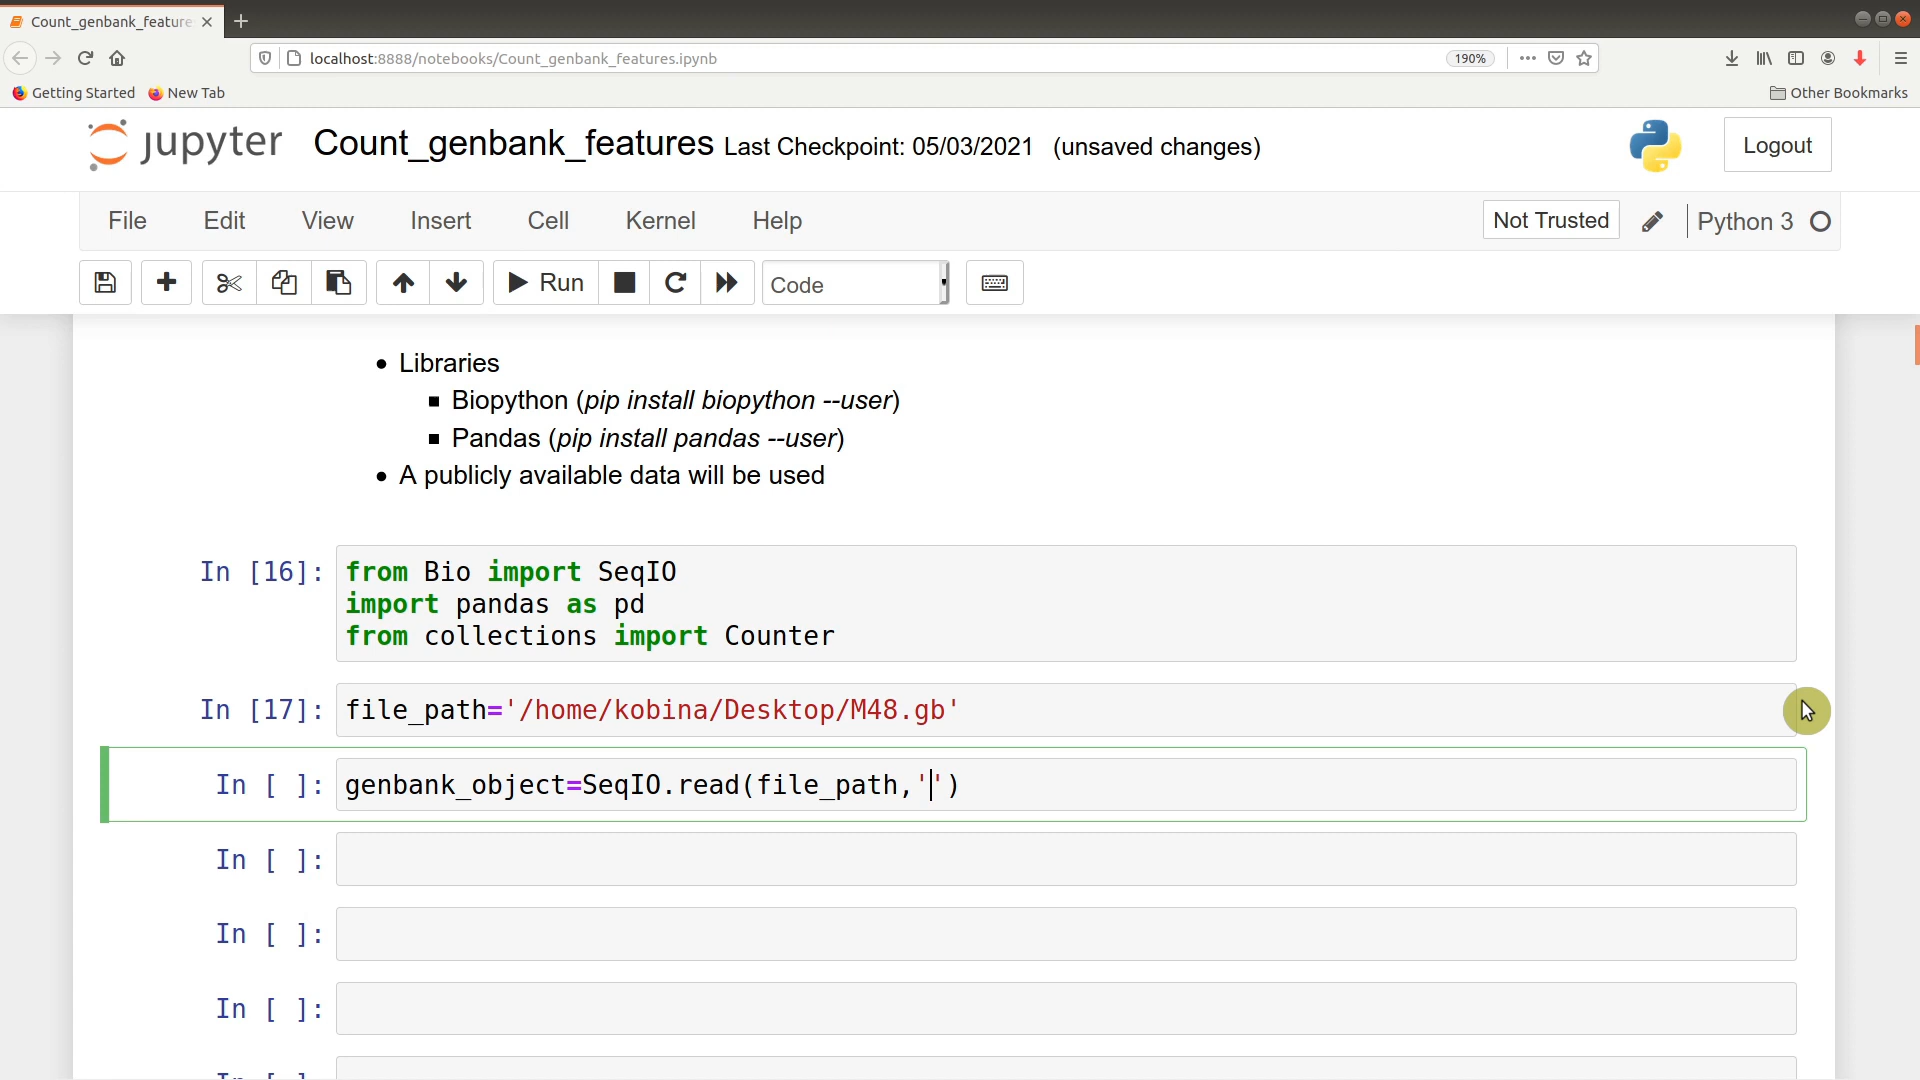 Count_genbank_feature
localhost:8888/notebooks/Count_genbank_features.ipynb
190%
Getting Started
New Tab
Other Bookmarks
jupyter
Count_genbank_features Last Checkpoint: 05/03/2021 (unsaved changes)
Logout
File Edit View Insert Cell Kernel Help
Not Trusted
Python 3
Run
Code
• Libraries
▪ Biopython (pip install biopython --user)
▪ Pandas (pip install pandas --user)
• A publicly available data will be used
In [16]:
from Bio import SeqIO
import pandas as pd
from collections import Counter
In [17]:
file_path='/home/kobina/Desktop/M48.gb'
In [ ]:
genbank_object=SeqIO.read(file_path,'')
In [ ]:
In [ ]:
In [ ]: